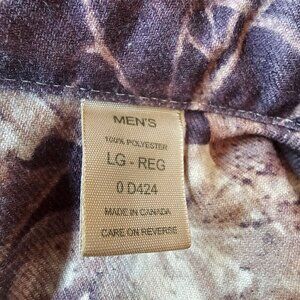 MEN'S
100% POLYESTER
LG - REG
0 D424
MADE IN CANADA
CARE ON REVERSE